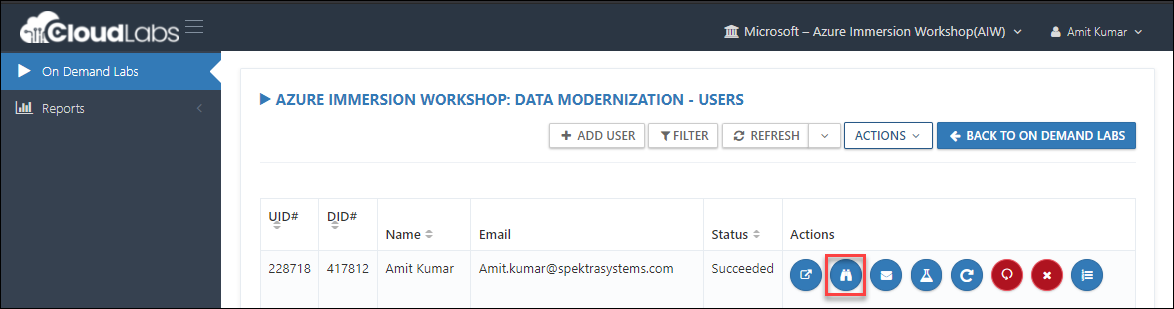 CloudLabs
Microsoft – Azure Immersion Workshop(AIW)
Amit Kumar
On Demand Labs
Reports
AZURE IMMERSION WORKSHOP: DATA MODERNIZATION - USERS
ADD USER
FILTER
REFRESH
ACTIONS
BACK TO ON DEMAND LABS
UID#
DID#
Name
Email
Status
Actions
228718
417812
Amit Kumar
Amit.kumar@spektrasystems.com
Succeeded